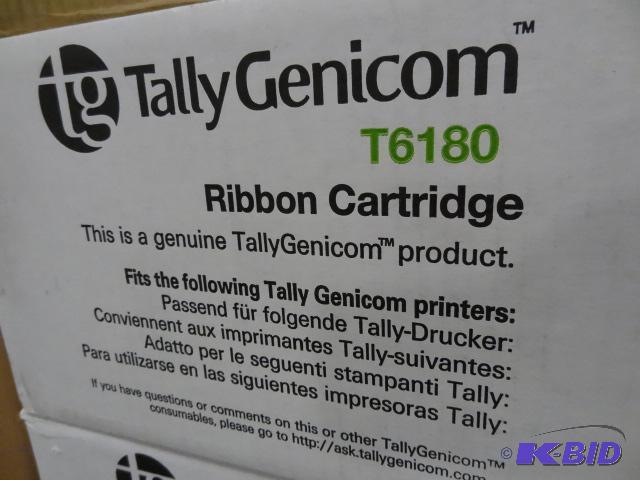 tg TallyGenicom™
T6180
Ribbon Cartridge
This is a genuine TallyGenicom™ product.
Fits the following Tally Genicom printers:
Passend für folgende Tally-Drucker:
Conviennent aux imprimantes Tally-suivantes:
Adatto per le seguenti stampanti Tally:
Para utilizarse en las siguientes impresoras Tally:
If you have questions or comments on this or other TallyGenicom™
consumables, please go to http://ask.tallygenicom.com
© K-BID